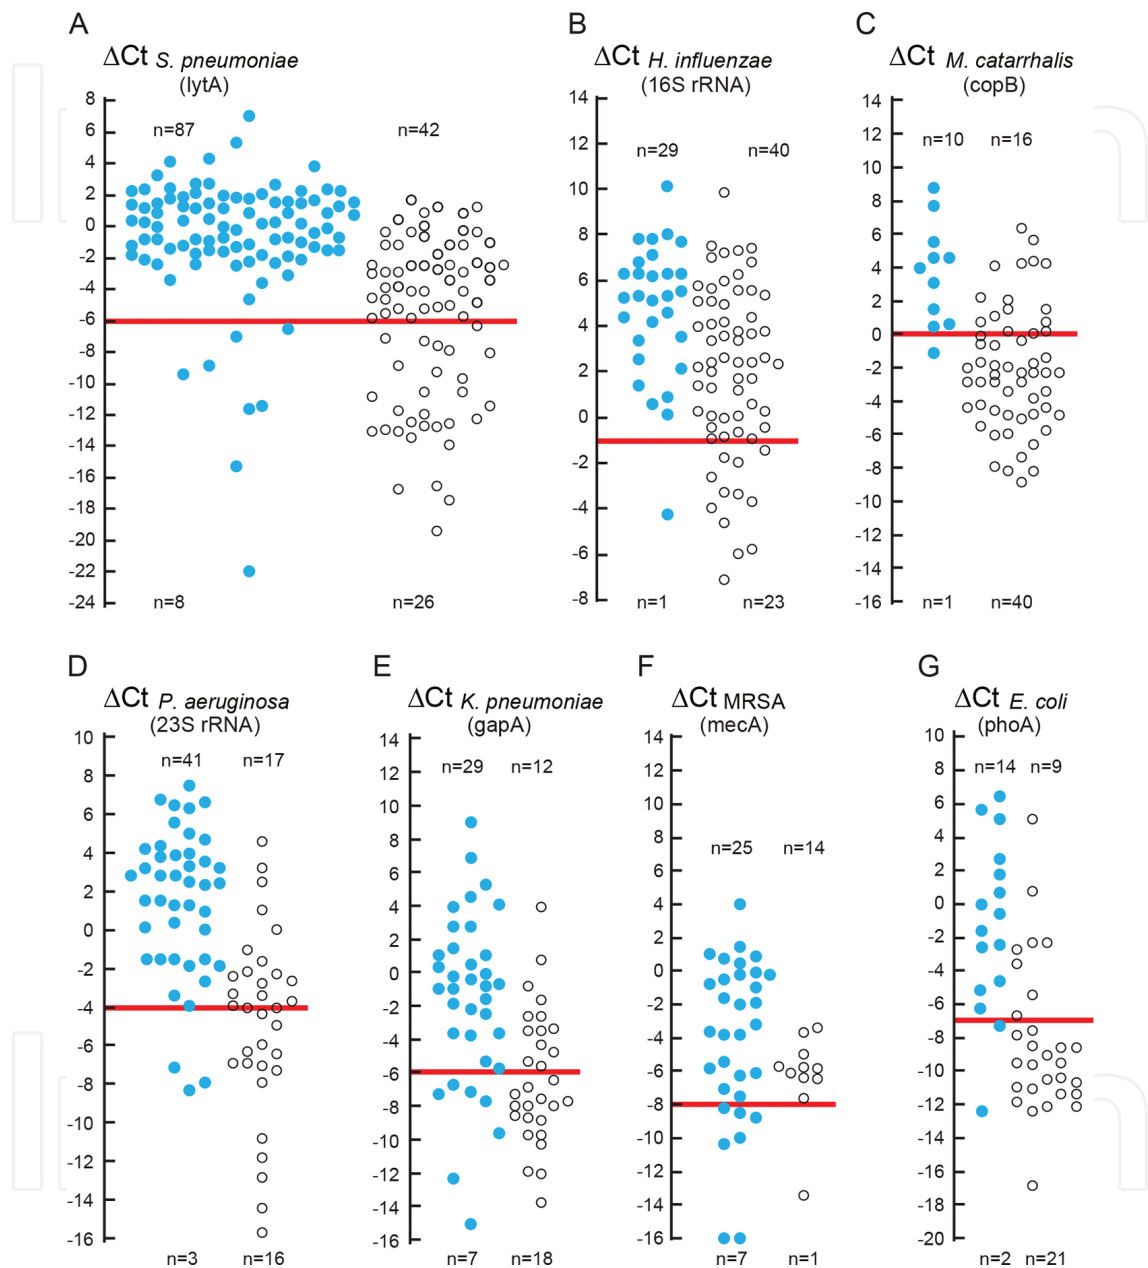 A
ΔCt S. pneumoniae
(lytA)
8
6
4
2
0
-2
-4
-6
-8
-10
-12
-14
-16
-18
-20
-22
-24
n=87
n=42
n=8
n=26
B
ΔCt H. influenzae
(16S rRNA)
14
12
10
8
6
4
2
0
-2
-4
-6
-8
n=29
n=40
n=1
n=23
C
ΔCt M. catarrhalis
(copB)
14
12
10
8
6
4
2
0
-2
-4
-6
-8
-10
-12
-14
-16
n=10
n=16
n=1
n=40
D
ΔCt P. aeruginosa
(23S rRNA)
10
8
6
4
2
0
-2
-4
-6
-8
-10
-12
-14
-16
n=41
n=17
n=3
n=16
E
ΔCt K. pneumoniae
(gapA)
14
12
10
8
6
4
2
0
-2
-4
-6
-8
-10
-12
-14
-16
n=29
n=12
n=7
n=18
F
ΔCt MRSA
(mecA)
14
12
10
8
6
4
2
0
-2
-4
-6
-8
-10
-12
-14
-16
n=25
n=14
n=7
n=1
G
ΔCt E. coli
(phoA)
10
8
6
4
2
0
-2
-4
-6
-8
-10
-12
-14
-16
-18
-20
n=14
n=9
n=2
n=21